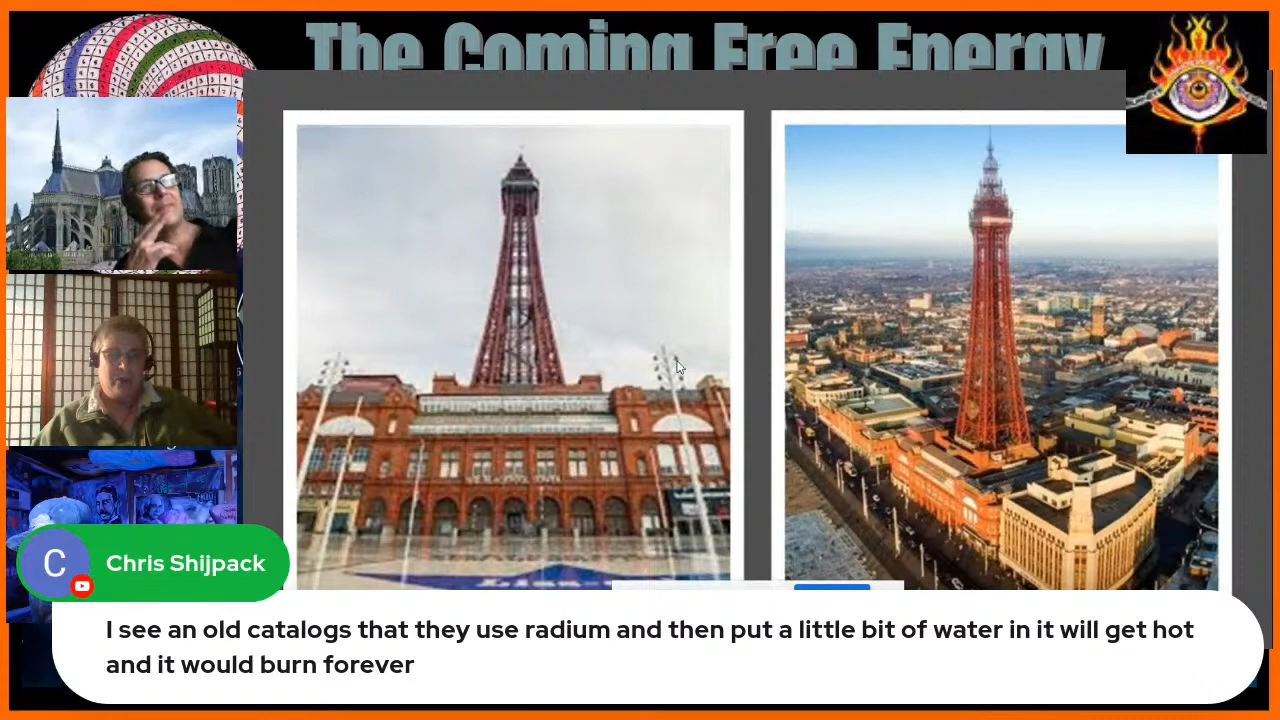 The Coming Free Energy
Chris Shijpack
I see an old catalogs that they use radium and then put a little bit of water in it will get hot
and it would burn forever